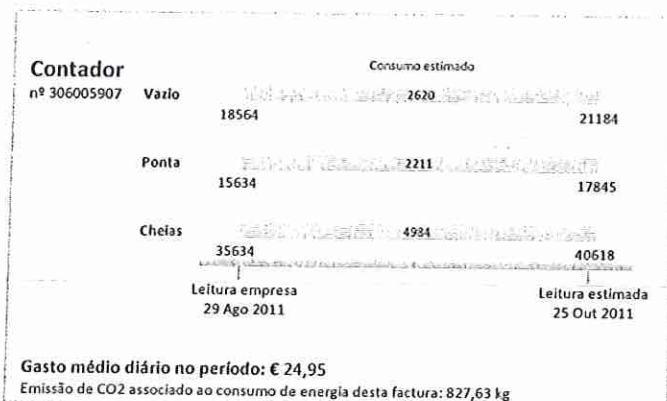 Contador
nº 306005907
Consumo estimado
Vazio
2620
18564 21184
Ponta
2211
15634 17845
Cheias
4984
35634 40618
Leitura empresa Leitura estimada
29 Ago 2011 25 Out 2011
Gasto médio diário no período: € 24,95
Emissão de CO2 associado ao consumo de energia desta factura: 827,63 kg